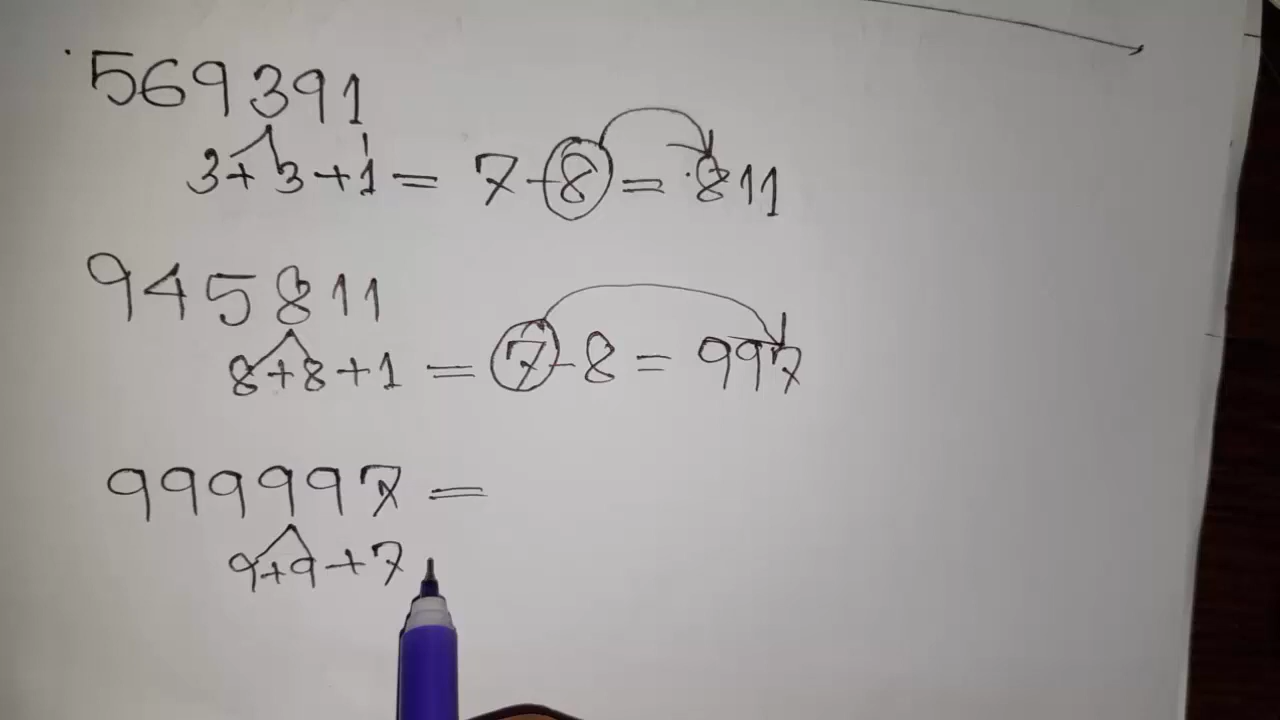 569391
3+3+1 = 7-8 = 811
945811
8+8+1 = 7-8 = 997
999997 =
9+9+7